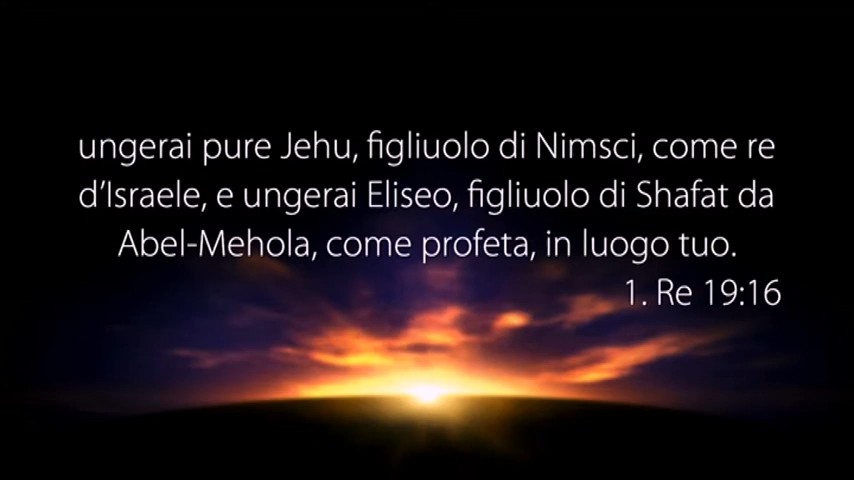 ungerai pure Jehu, figliuolo di Nimsci, come re
d’Israele, e ungerai Eliseo, figliuolo di Shafat da
Abel-Mehola, come profeta, in luogo tuo.
1. Re 19:16